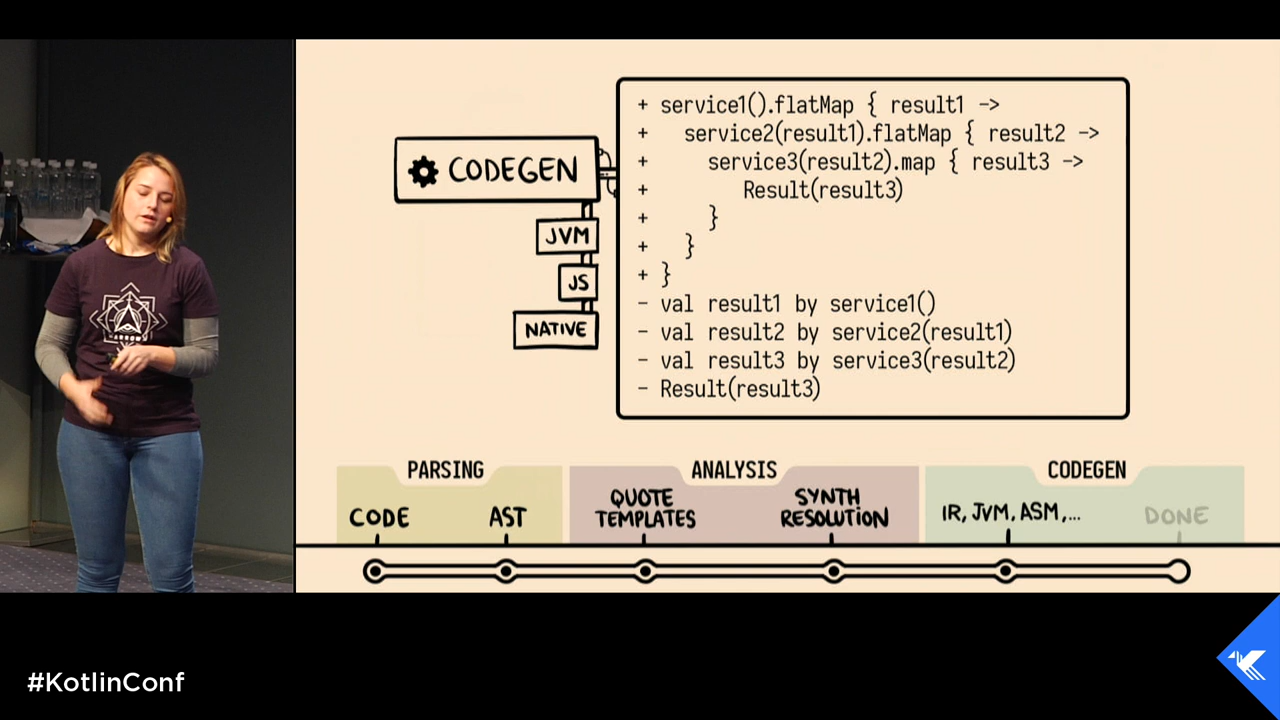 CODEGEN
JVM
JS
NATIVE
+ service1().flatMap { result1 ->
+ service2(result1).flatMap { result2 ->
+ service3(result2).map { result3 ->
+ Result(result3)
+ }
+ }
+ }
- val result1 by service1()
- val result2 by service2(result1)
- val result3 by service3(result2)
- Result(result3)
PARSING
ANALYSIS
CODEGEN
CODE
AST
QUOTE
TEMPLATES
SYNTH
RESOLUTION
IR, JVM, ASM,...
DONE
#KotlinConf